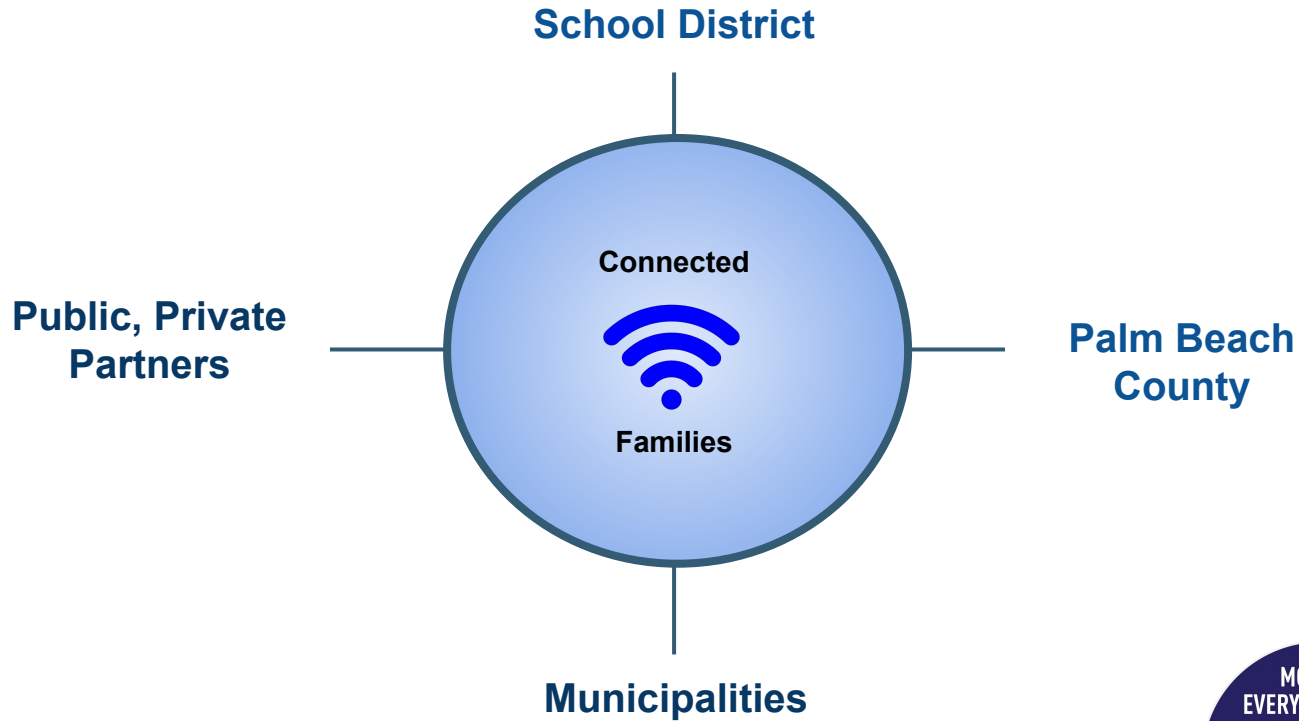 School District
Connected
Public, Private
Partners
Palm Beach
County
Families
Municipalities